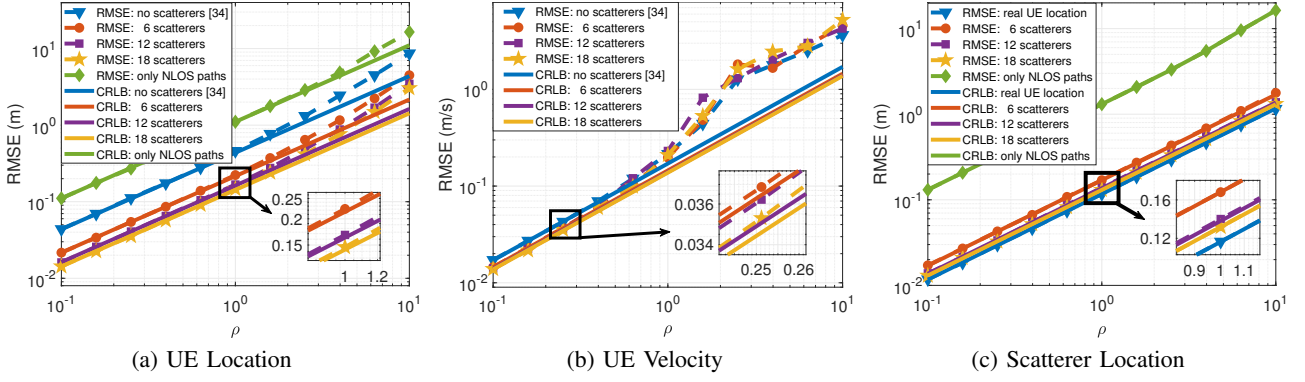 RMSE: no scatterers [34]
RMSE: 6 scatterers
RMSE: 12 scatterers
RMSE: 18 scatterers
RMSE: only NLOS paths
CRLB: no scatterers [34]
CRLB: 6 scatterers
CRLB: 12 scatterers
CRLB: 18 scatterers
CRLB: only NLOS paths
RMSE (m)
10^1
10^0
10^-1
10^-2
0.25
0.2
0.15
1 1.2
10^-1 10^0 10^1
ρ
(a) UE Location
RMSE: no scatterers [34]
RMSE: 6 scatterers
RMSE: 12 scatterers
RMSE: 18 scatterers
CRLB: no scatterers [34]
CRLB: 6 scatterers
CRLB: 12 scatterers
CRLB: 18 scatterers
RMSE (m/s)
10^0
10^-1
10^-2
0.036
0.034
0.25 0.26
10^-1 10^0 10^1
ρ
(b) UE Velocity
RMSE: real UE location
RMSE: 6 scatterers
RMSE: 12 scatterers
RMSE: 18 scatterers
RMSE: only NLOS paths
CRLB: real UE location
CRLB: 6 scatterers
CRLB: 12 scatterers
CRLB: 18 scatterers
CRLB: only NLOS paths
RMSE (m)
10^1
10^0
10^-1
10^-2
0.16
0.12
0.9 1 1.1
10^-1 10^0 10^1
ρ
(c) Scatterer Location